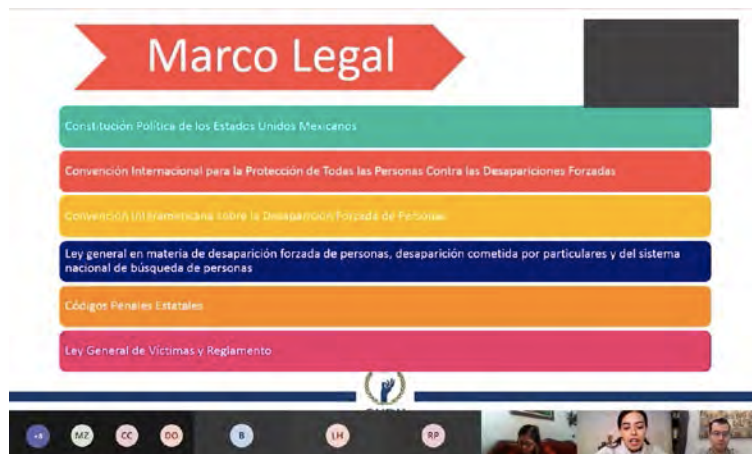 Marco Legal
Constitución Política de los Estados Unidos Mexicanos
Convención Internacional para la Protección de Todas las Personas Contra las Desapariciones Forzadas
Convención Interamericana sobre la Desaparición Forzada de Personas
Ley general en materia de desaparición forzada de personas, desaparición cometida por particulares y del sistema
nacional de búsqueda de personas
Códigos Penales Estatales
Ley General de Víctimas y Reglamento
+8 MZ CC DO B LH RP